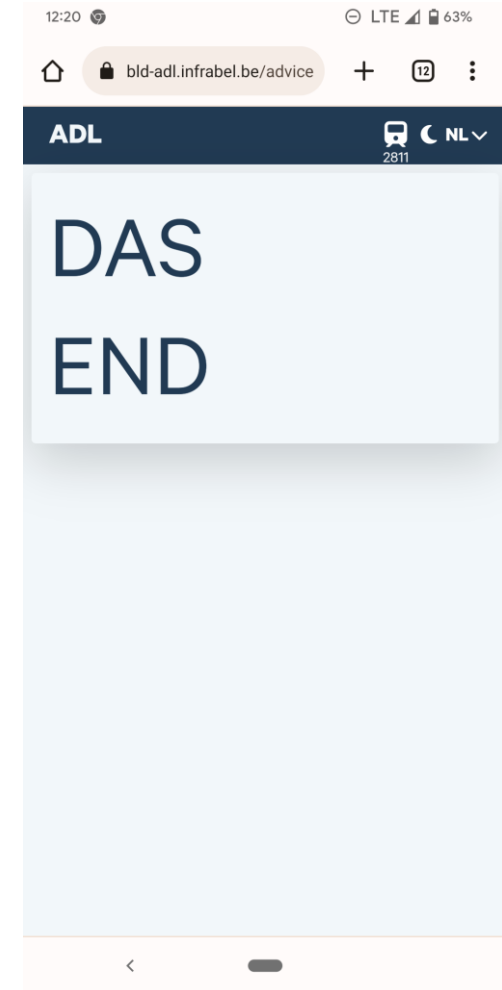 12:20 LTE 63%
bld-adl.infrabel.be/advice 12
ADL NL
2811
DAS
END